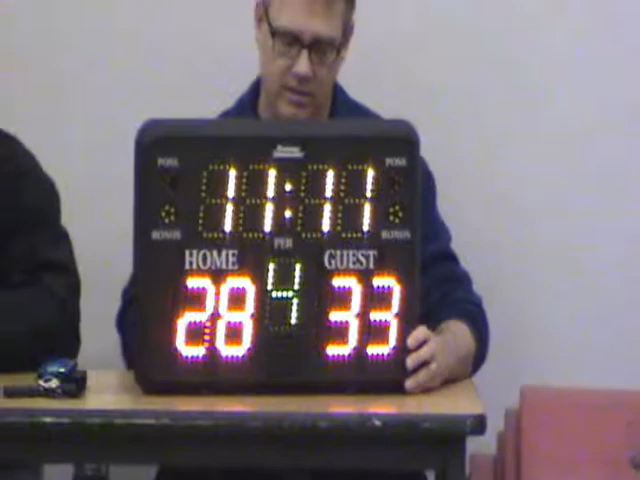 POSS POSS
11:11
BONUS BONUS
PER
HOME 4 GUEST
28 33